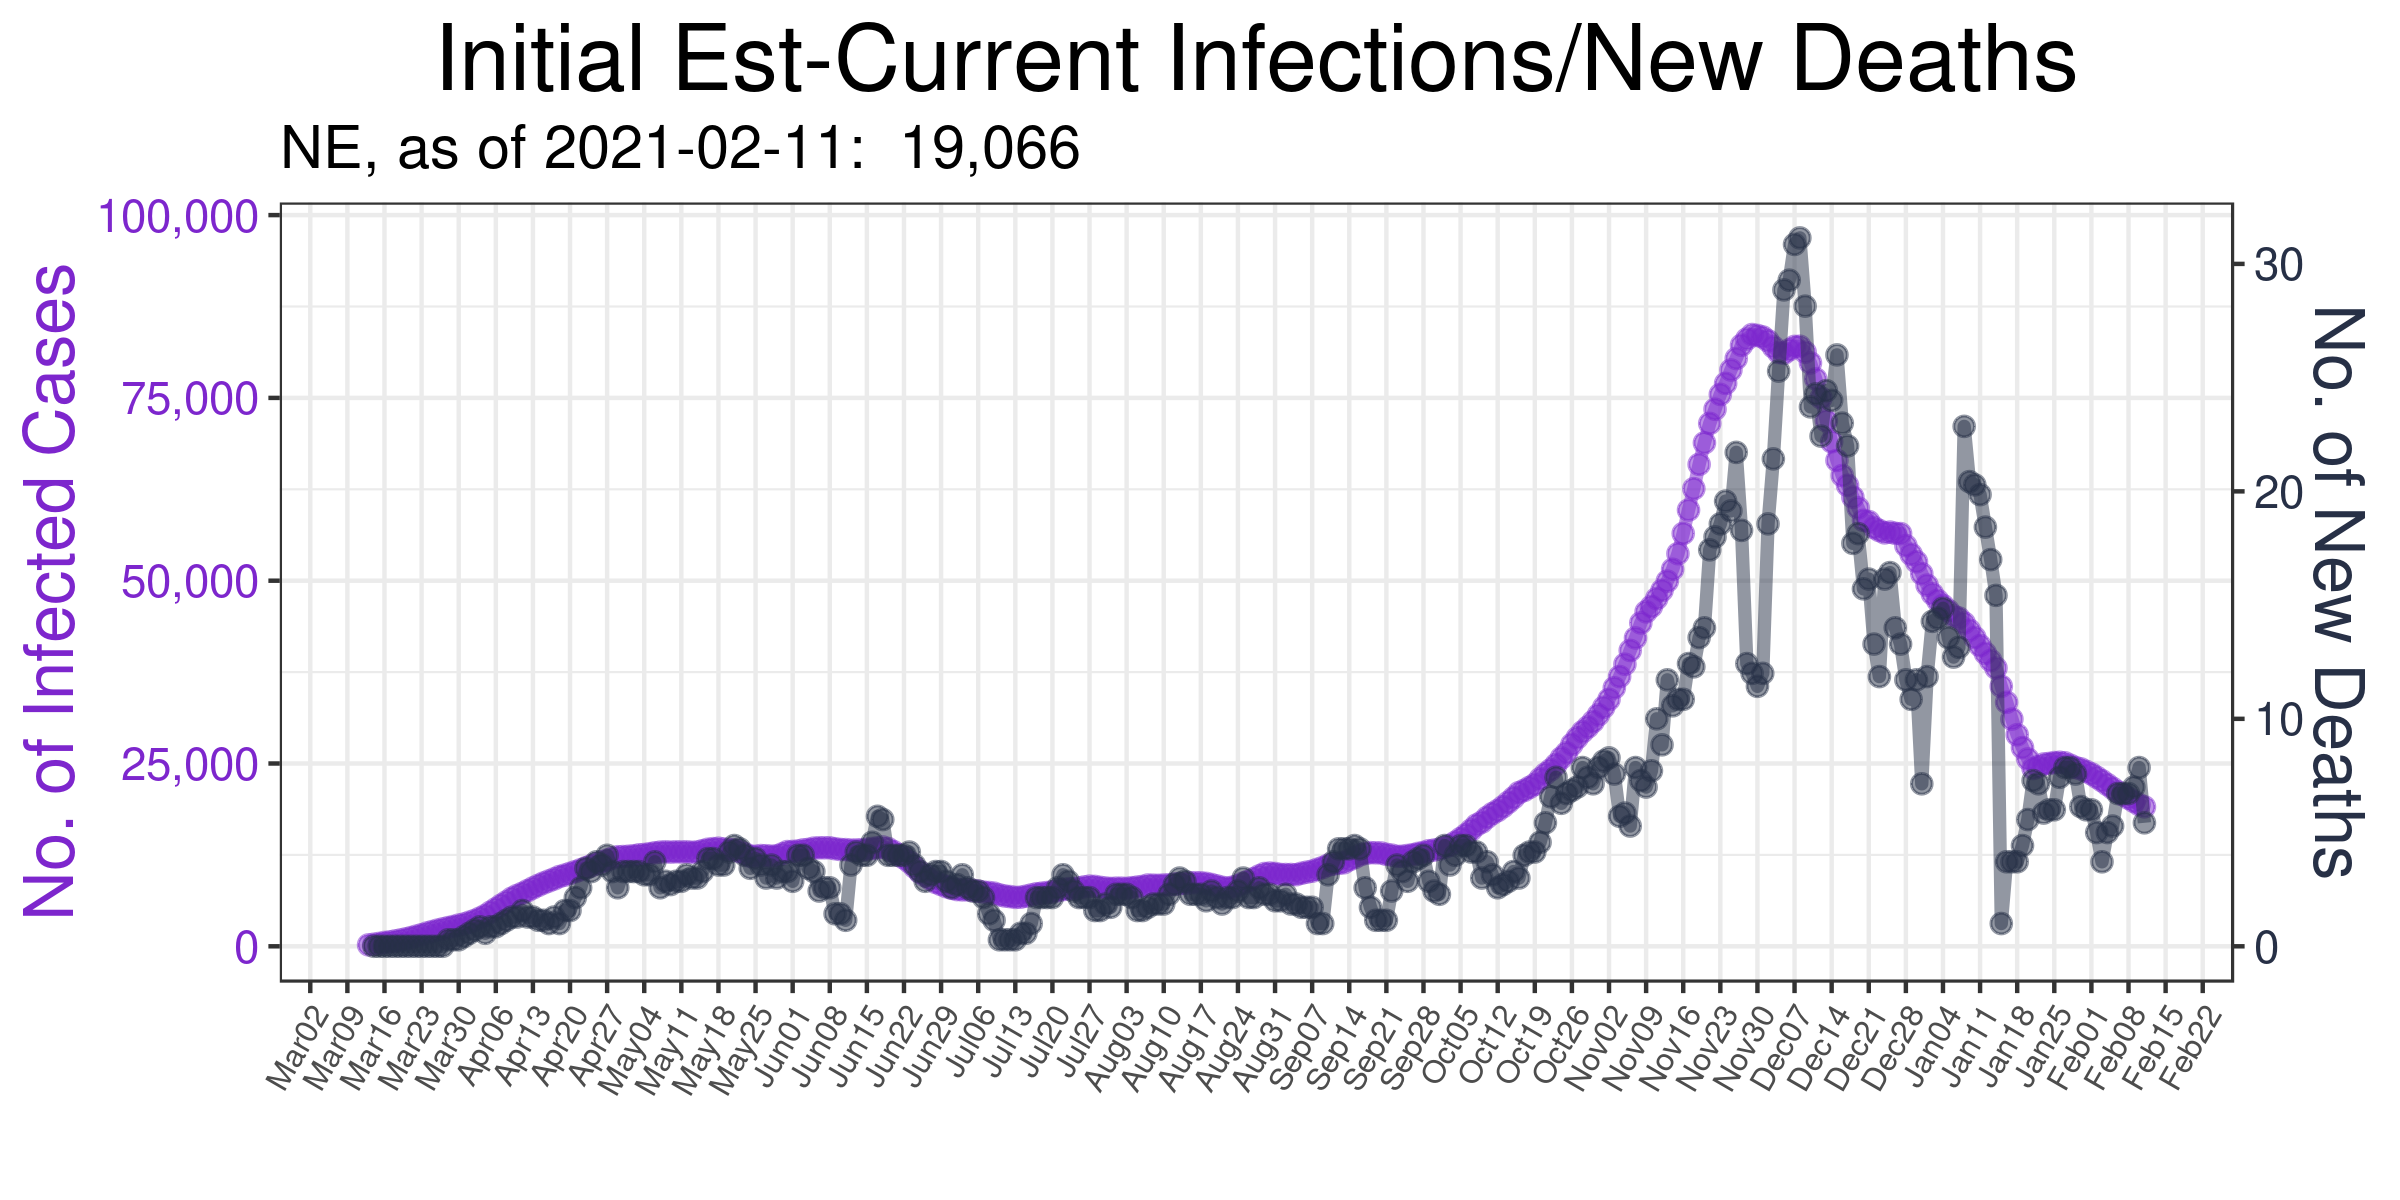 Initial Est-Current Infections/New Deaths
NE, as of 2021-02-11: 19,066
No. of Infected Cases
100,000
75,000
50,000
25,000
0
30
20
10
0
No. of New Deaths
Mar02
Mar09
Mar16
Mar23
Mar30
Apr06
Apr13
Apr20
Apr27
May04
May11
May18
May25
Jun01
Jun08
Jun15
Jun22
Jun29
Jul06
Jul13
Jul20
Jul27
Aug03
Aug10
Aug17
Aug24
Aug31
Sep07
Sep14
Sep21
Sep28
Oct05
Oct12
Oct19
Oct26
Nov02
Nov09
Nov16
Nov23
Nov30
Dec07
Dec14
Dec21
Dec28
Jan04
Jan11
Jan18
Jan25
Feb01
Feb08
Feb15
Feb22